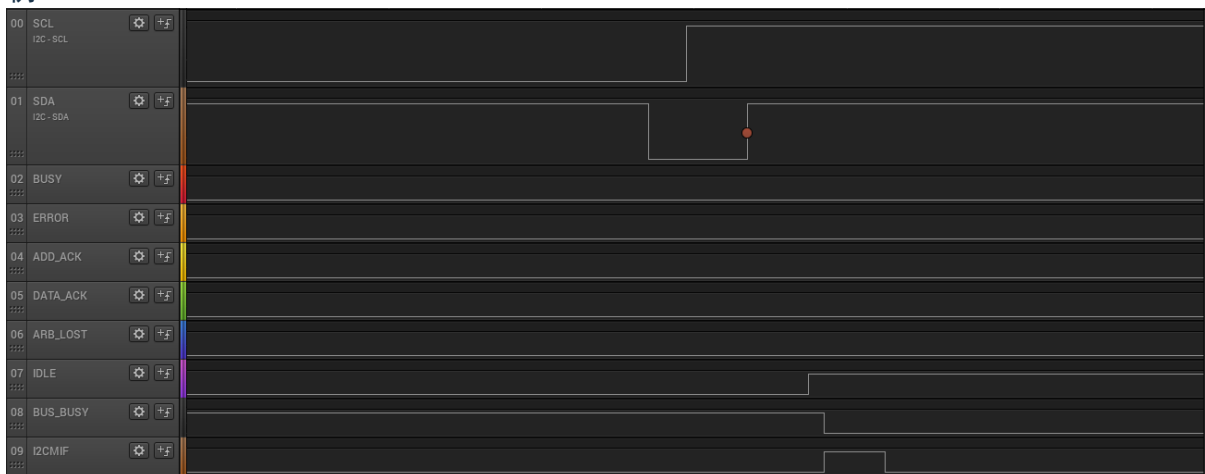 00 SCL
I2C - SCL
01 SDA
I2C - SDA
02 BUSY
03 ERROR
04 ADD_ACK
05 DATA_ACK
06 ARB_LOST
07 IDLE
08 BUS_BUSY
09 I2CMIF